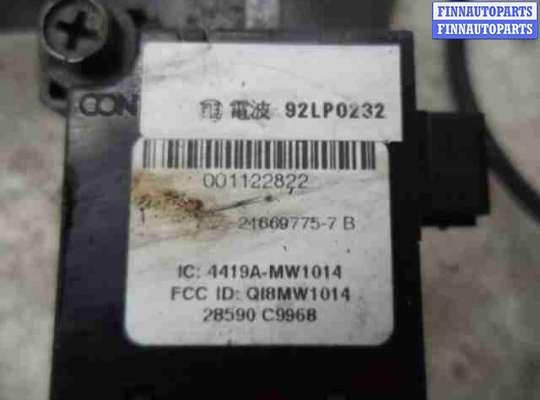 FINNAUTOPARTS
FINNAUTOPARTS
CON
電波 92LP0232
001122822
21669775-7 B
IC: 4419A-MW1014
FCC ID: QI8MW1014
28590 C9968